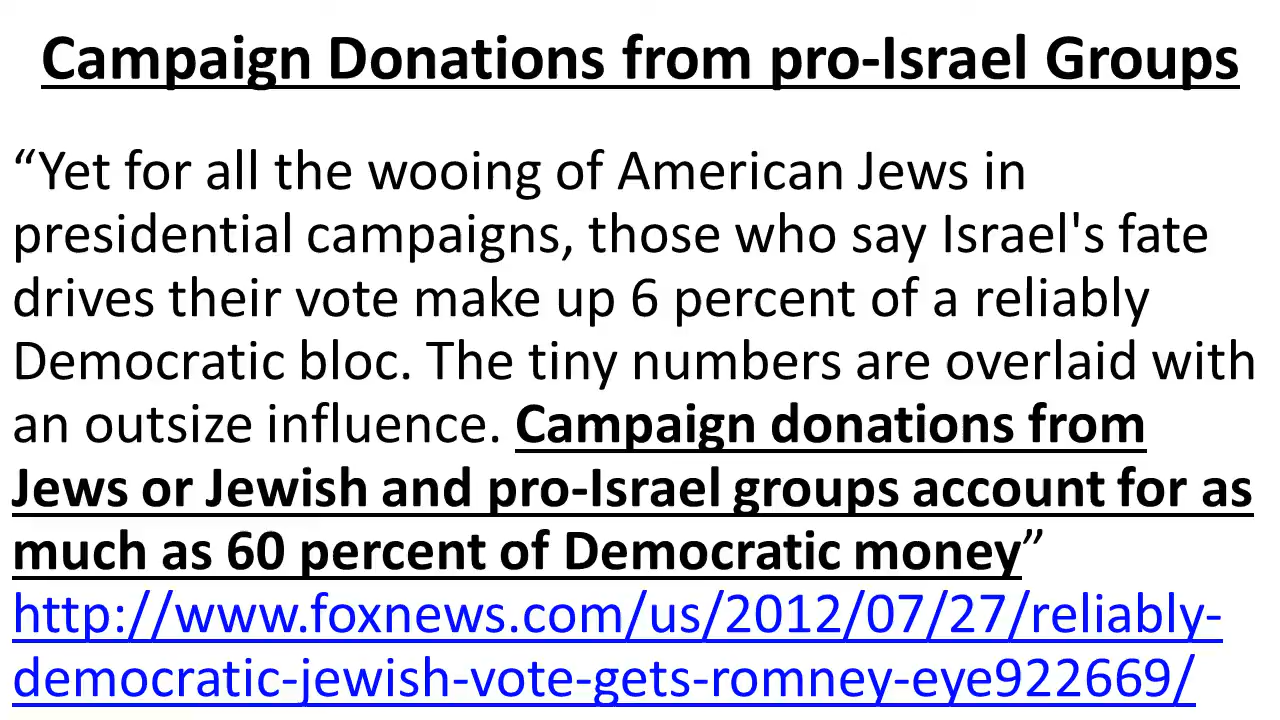 Campaign Donations from pro-Israel Groups
“Yet for all the wooing of American Jews in
presidential campaigns, those who say Israel's fate
drives their vote make up 6 percent of a reliably
Democratic bloc. The tiny numbers are overlaid with
an outsize influence. Campaign donations from
Jews or Jewish and pro-Israel groups account for as
much as 60 percent of Democratic money”
http://www.foxnews.com/us/2012/07/27/reliably-
democratic-jewish-vote-gets-romney-eye922669/